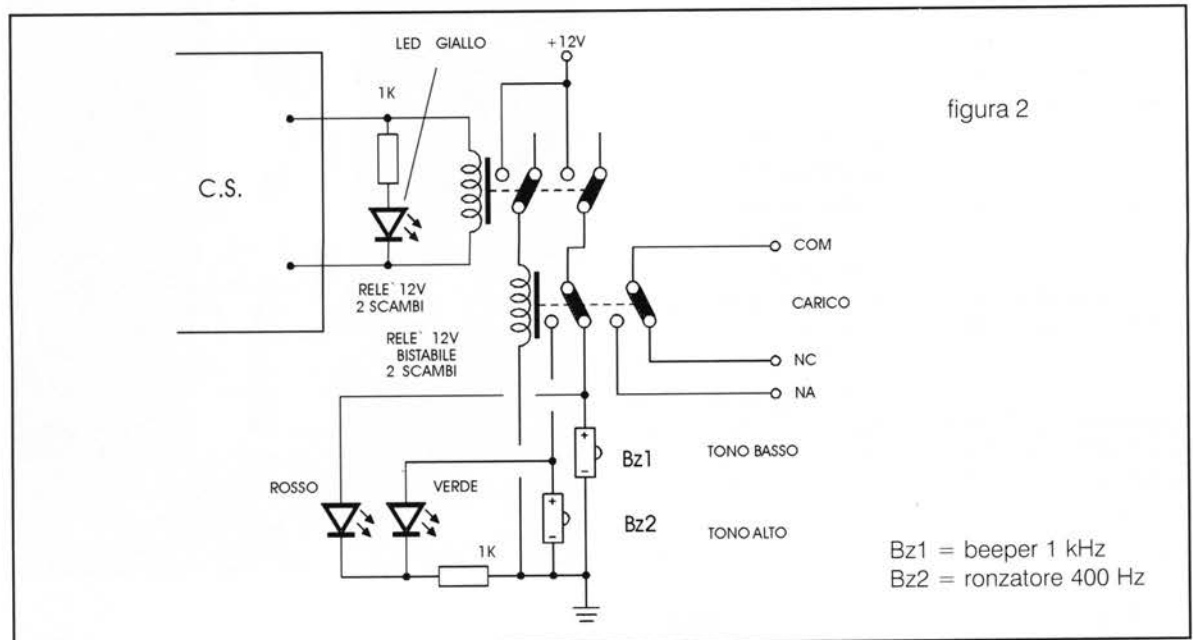 LED GIALLO
+12V
1K
figura 2
C.S.
COM
RELE` 12V
2 SCAMBI
CARICO
RELE` 12V
BISTABILE
2 SCAMBI
NC
NA
+
Bz1
TONO BASSO
-
ROSSO
VERDE
+
Bz2
TONO ALTO
-
1K
Bz1 = beeper 1 kHz
Bz2 = ronzatore 400 Hz